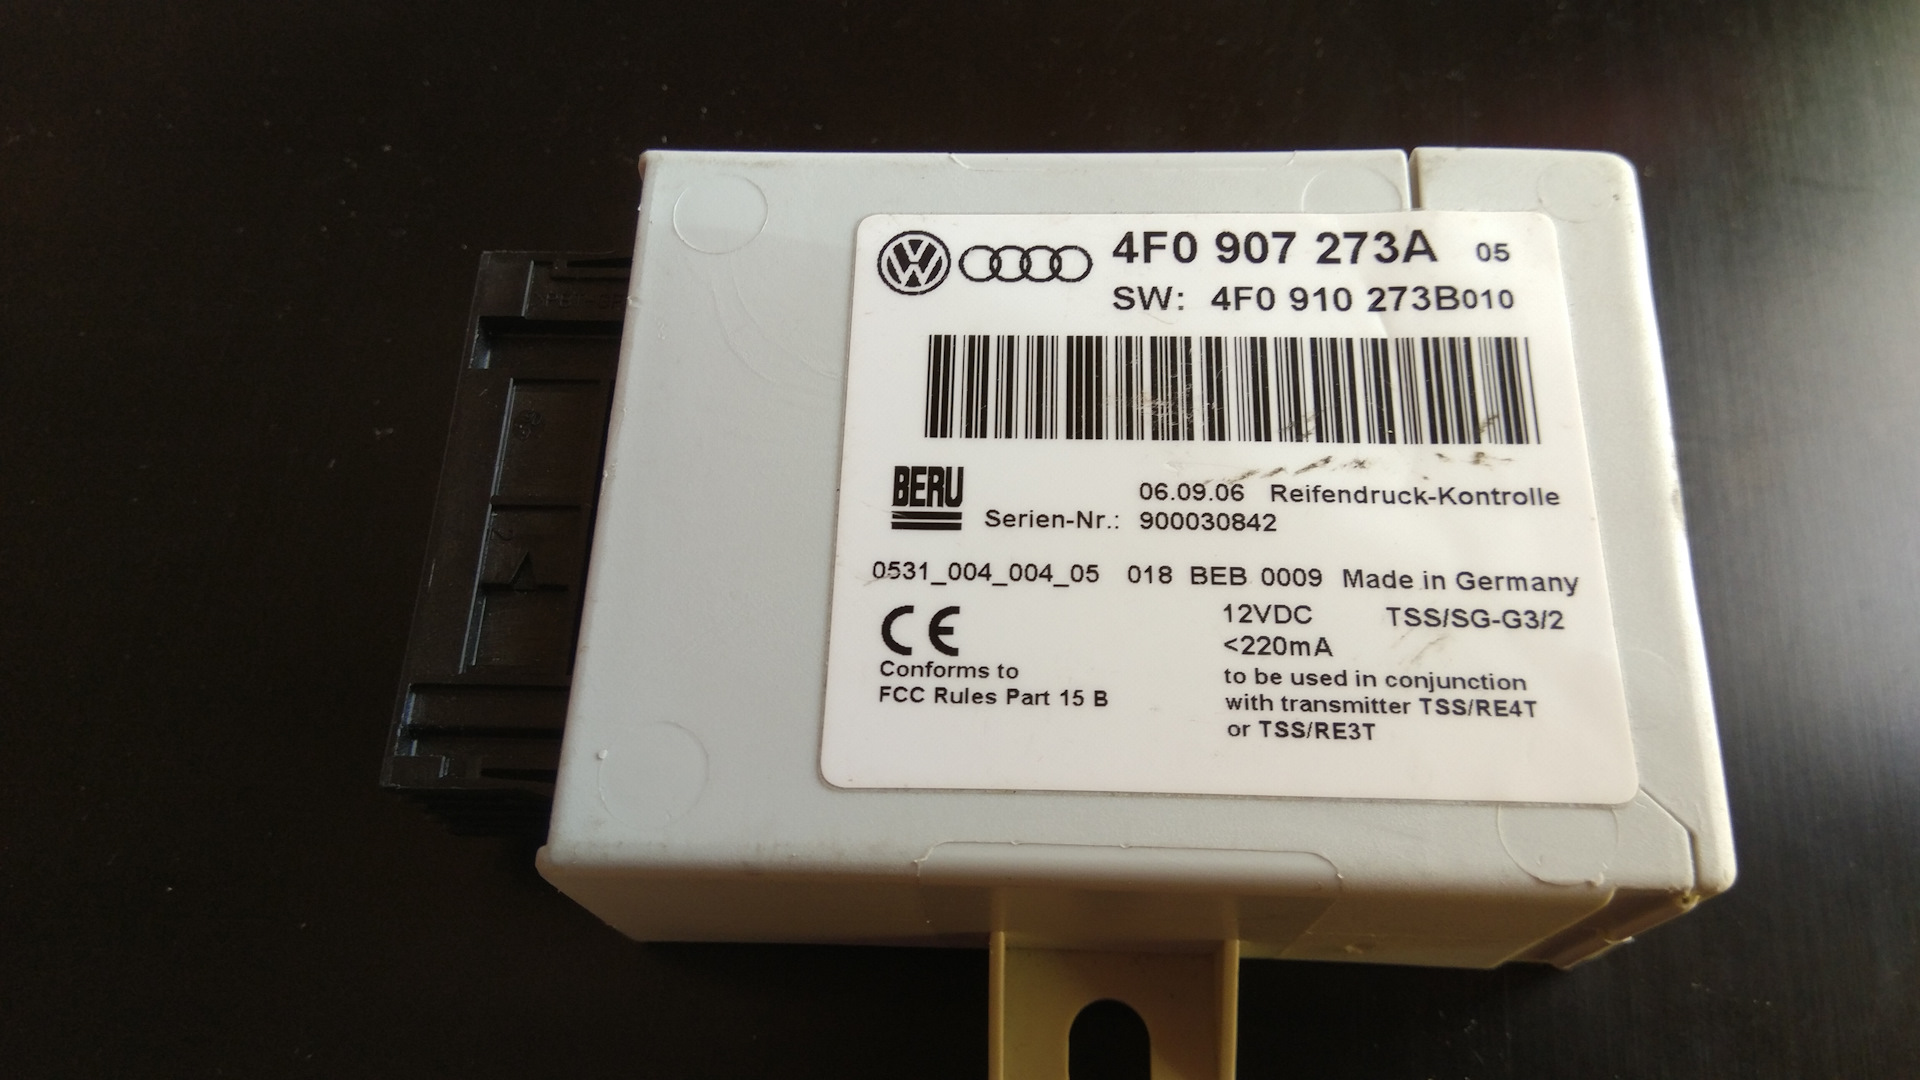 4F0 907 273A 05
SW: 4F0 910 273B010
BERU
06.09.06 Reifendruck-Kontrolle
Serien-Nr.: 900030842
0531_004_004_05 018 BEB 0009 Made in Germany
CE
12VDC TSS/SG-G3/2
<220mA
Conforms to
FCC Rules Part 15 B
to be used in conjunction
with transmitter TSS/RE4T
or TSS/RE3T